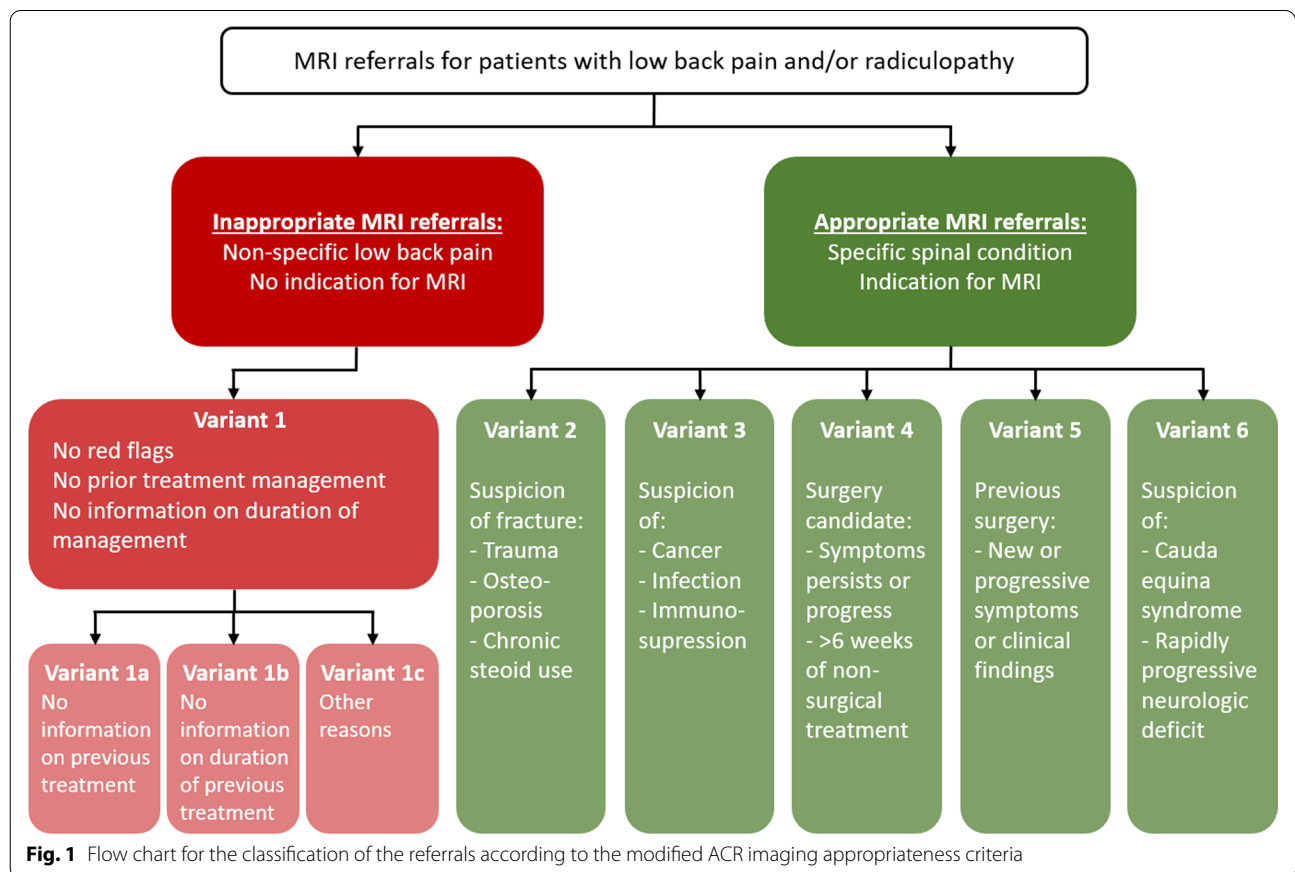 MRI referrals for patients with low back pain and/or radiculopathy
Inappropriate MRI referrals:
Non-specific low back pain
No indication for MRI
Appropriate MRI referrals:
Specific spinal condition
Indication for MRI
Variant 1
No red flags
No prior treatment management
No information on duration of
management
Variant 1a
No
information
on previous
treatment
Variant 1b
No
information
on duration
of previous
treatment
Variant 1c
Other
reasons
Variant 2
Suspicion
of fracture:
- Trauma
- Osteo-
porosis
- Chronic
steoid use
Variant 3
Suspicion
of:
- Cancer
- Infection
- Immuno-
supression
Variant 4
Surgery
candidate:
- Symptoms
persists or
progress
- >6 weeks
of non-
surgical
treatment
Variant 5
Previous
surgery:
- New or
progressive
symptoms
or clinical
findings
Variant 6
Suspicion
of:
- Cauda
equina
syndrome
- Rapidly
progressive
neurologic
deficit
Fig. 1 Flow chart for the classification of the referrals according to the modified ACR imaging appropriateness criteria